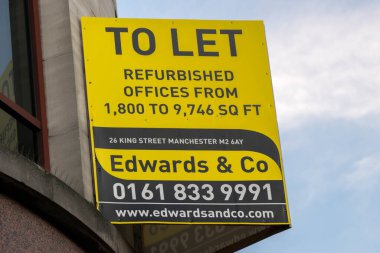 TO LET
REFURBISHED
OFFICES FROM
1,800 TO 9,746 SQ FT
26 KING STREET MANCHESTER M2 6AY
Edwards & Co
0161 833 9991
www.edwardsandco.com